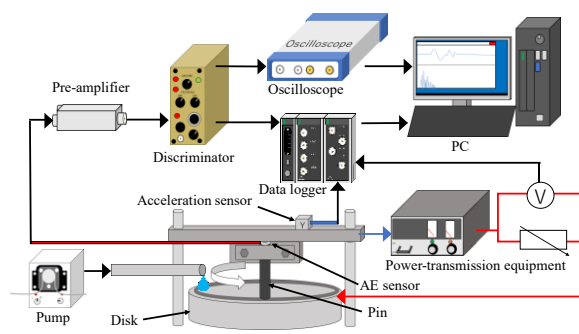 Oscilloscope
Oscilloscope
Pre-amplifier
Discriminator
Data logger
PC
Acceleration sensor
Y
V
Power-transmission equipment
AE sensor
Pin
Pump
Disk